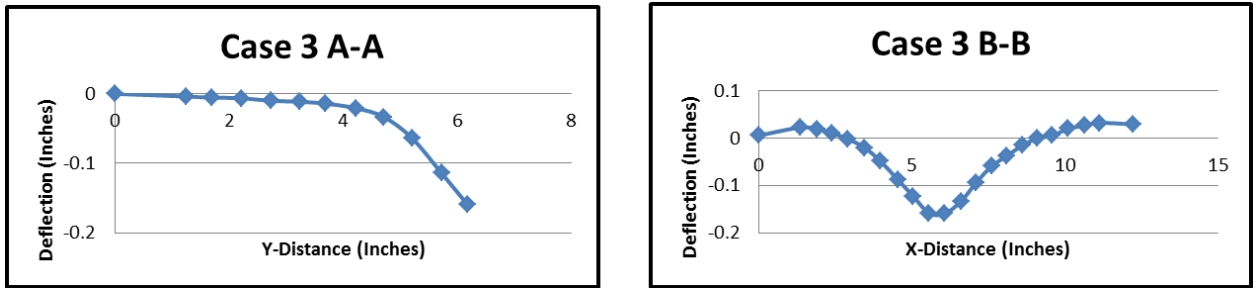 Case 3 A-A
Deflection (Inches)
0
-0.1
-0.2
0 2 4 6 8
Y-Distance (Inches)
Case 3 B-B
Deflection (Inches)
0.1
0
-0.1
-0.2
0 5 10 15
X-Distance (Inches)